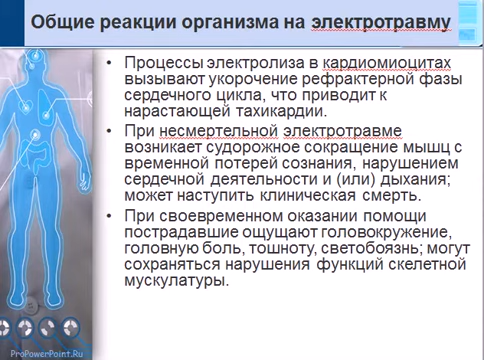 Общие реакции организма на электротравму
• Процессы электролиза в кардиомиоцитах
вызывают укорочение рефрактерной фазы
сердечного цикла, что приводит к
нарастающей тахикардии.
• При несмертельной электротравме
возникает судорожное сокращение мышц с
временной потерей сознания, нарушением
сердечной деятельности и (или) дыхания;
может наступить клиническая смерть.
• При своевременном оказании помощи
пострадавшие ощущают головокружение,
головную боль, тошноту, светобоязнь; могут
сохраняться нарушения функций скелетной
мускулатуры.
ProPowerPoint.Ru